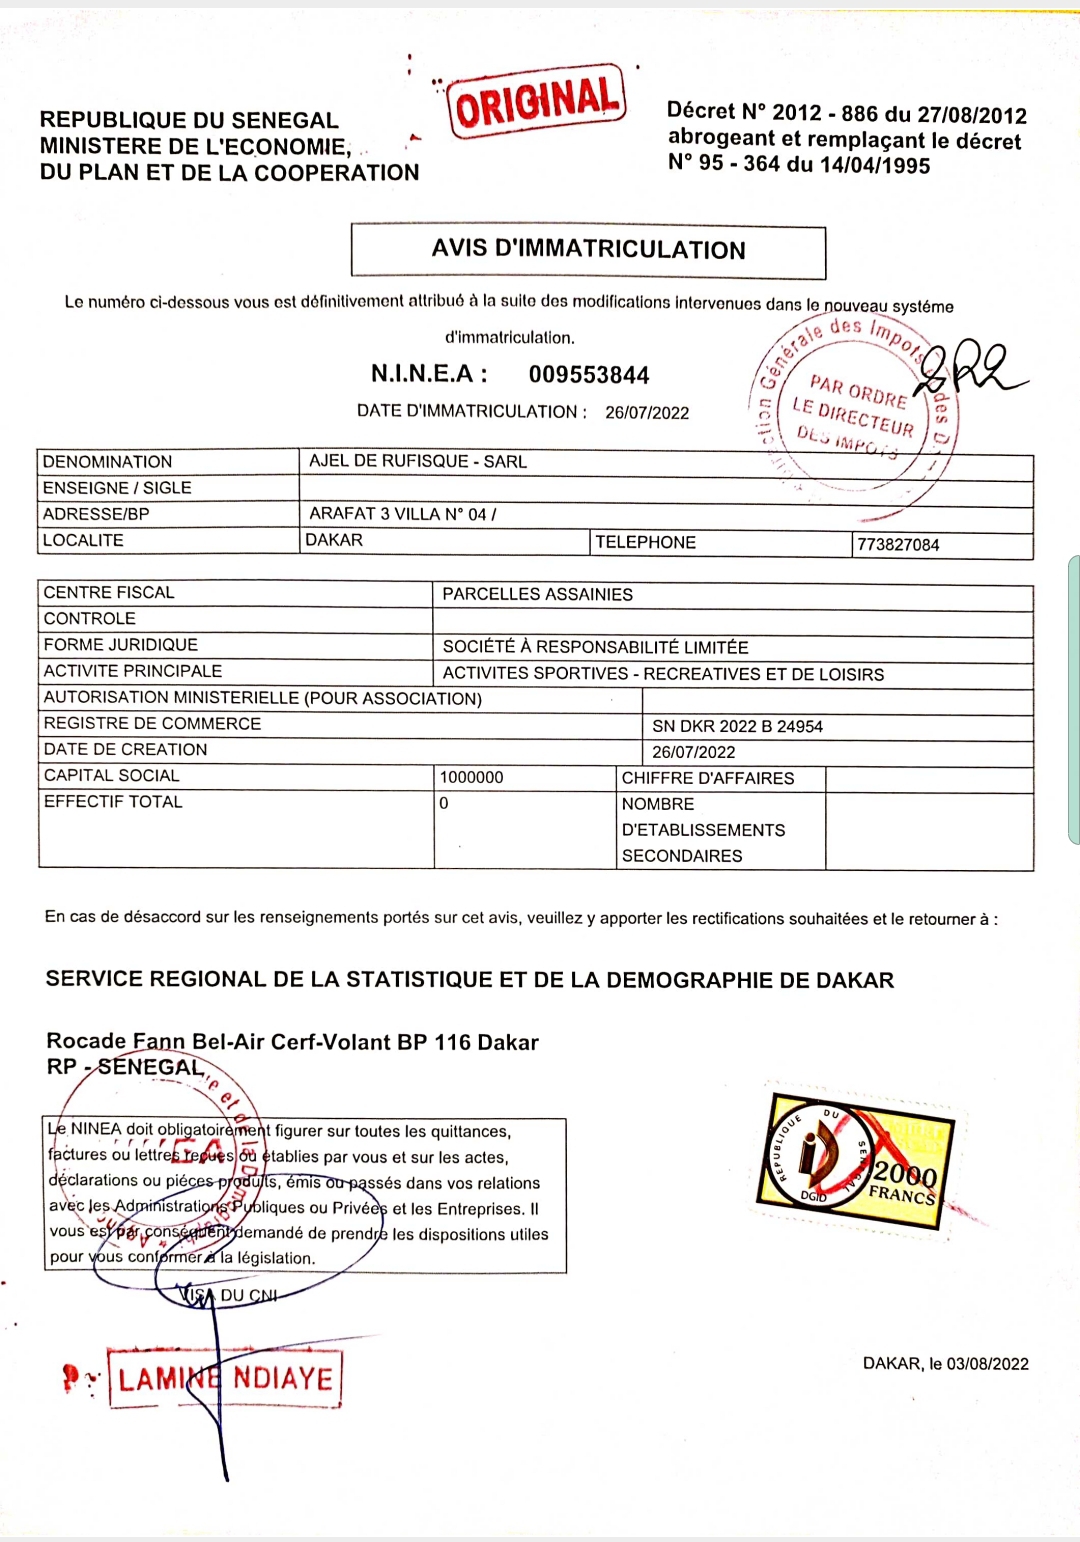 ORIGINAL
REPUBLIQUE DU SENEGAL
MINISTERE DE L'ECONOMIE,
DU PLAN ET DE LA COOPERATION
Décret N° 2012 - 886 du 27/08/2012
abrogeant et remplaçant le décret
N° 95 - 364 du 14/04/1995
AVIS D'IMMATRICULATION
Le numéro ci-dessous vous est définitivement attribué à la suite des modifications intervenues dans le nouveau systéme
d'immatriculation.
N.I.N.E.A : 009553844
DATE D'IMMATRICULATION : 26/07/2022
Générale des Impots
des
PAR ORDRE
LE DIRECTEUR
DES IMPOTS
DENOMINATION AJEL DE RUFISQUE - SARL
ENSEIGNE / SIGLE
ADRESSE/BP ARAFAT 3 VILLA N° 04 /
LOCALITE DAKAR TELEPHONE 773827084
CENTRE FISCAL PARCELLES ASSAINIES
CONTROLE
FORME JURIDIQUE SOCIÉTÉ À RESPONSABILITÉ LIMITÉE
ACTIVITE PRINCIPALE ACTIVITES SPORTIVES - RECREATIVES ET DE LOISIRS
AUTORISATION MINISTERIELLE (POUR ASSOCIATION)
REGISTRE DE COMMERCE SN DKR 2022 B 24954
DATE DE CREATION 26/07/2022
CAPITAL SOCIAL 1000000 CHIFFRE D'AFFAIRES
EFFECTIF TOTAL 0 NOMBRE
D'ETABLISSEMENTS
SECONDAIRES
En cas de désaccord sur les renseignements portés sur cet avis, veuillez y apporter les rectifications souhaitées et le retourner à :
SERVICE REGIONAL DE LA STATISTIQUE ET DE LA DEMOGRAPHIE DE DAKAR
Rocade Fann Bel-Air Cerf-Volant BP 116 Dakar
RP - SENEGAL
Le NINEA doit obligatoirement figurer sur toutes les quittances,
factures ou lettres reçues ou établies par vous et sur les actes,
déclarations ou piéces produits, émis ou passés dans vos relations
avec les Administrations Publiques ou Privées et les Entreprises. Il
vous est par conséquent demandé de prendre les dispositions utiles
pour vous conformer à la législation.
et de la
VISA DU CNI
REPUBLIQUE DU SENEGAL
DGID
2000
FRANCS
LAMINE NDIAYE
DAKAR, le 03/08/2022